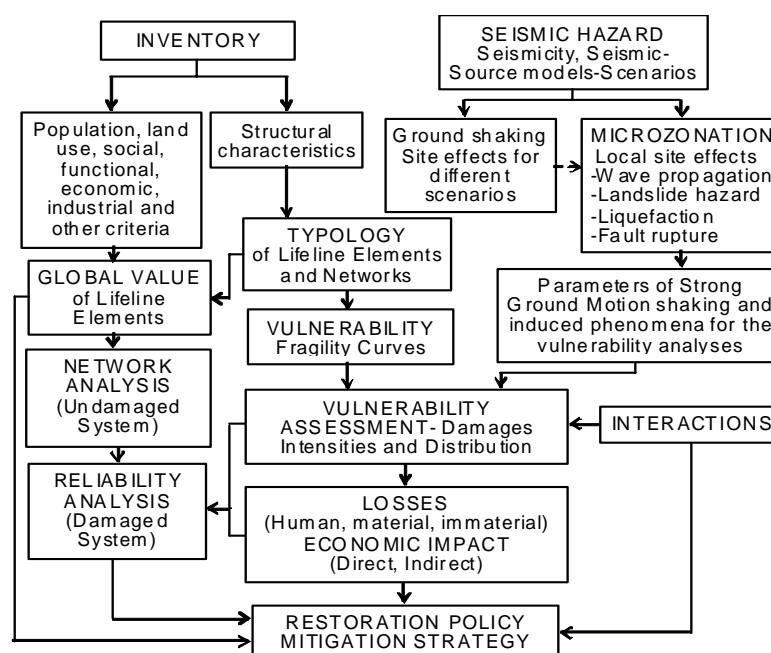 INVENTORY
SEISMIC HAZARD
Seismicity, Seismic-
Source models-Scenarios
Population, land
use, social,
functional,
economic,
industrial and
other criteria
Structural
characteristics
Ground shaking
Site effects for
different
scenarios
MICROZONATION
Local site effects
-Wave propagation
-Landslide hazard
-Liquefaction
-Fault rupture
TYPOLOGY
of Lifeline Elements
and Networks
GLOBAL VALUE
of Lifeline
Elements
Parameters of Strong
Ground Motion shaking and
induced phenomena for the
vulnerability analyses
VULNERABILITY
Fragility Curves
NETWORK
ANALYSIS
(Undamaged
System)
VULNERABILITY
ASSESSMENT- Damages
Intensities and Distribution
INTERACTIONS
RELIABILITY
ANALYSIS
(Damaged
System)
LOSSES
(Human, material, immaterial)
ECONOMIC IMPACT
(Direct, Indirect)
RESTORATION POLICY
MITIGATION STRATEGY